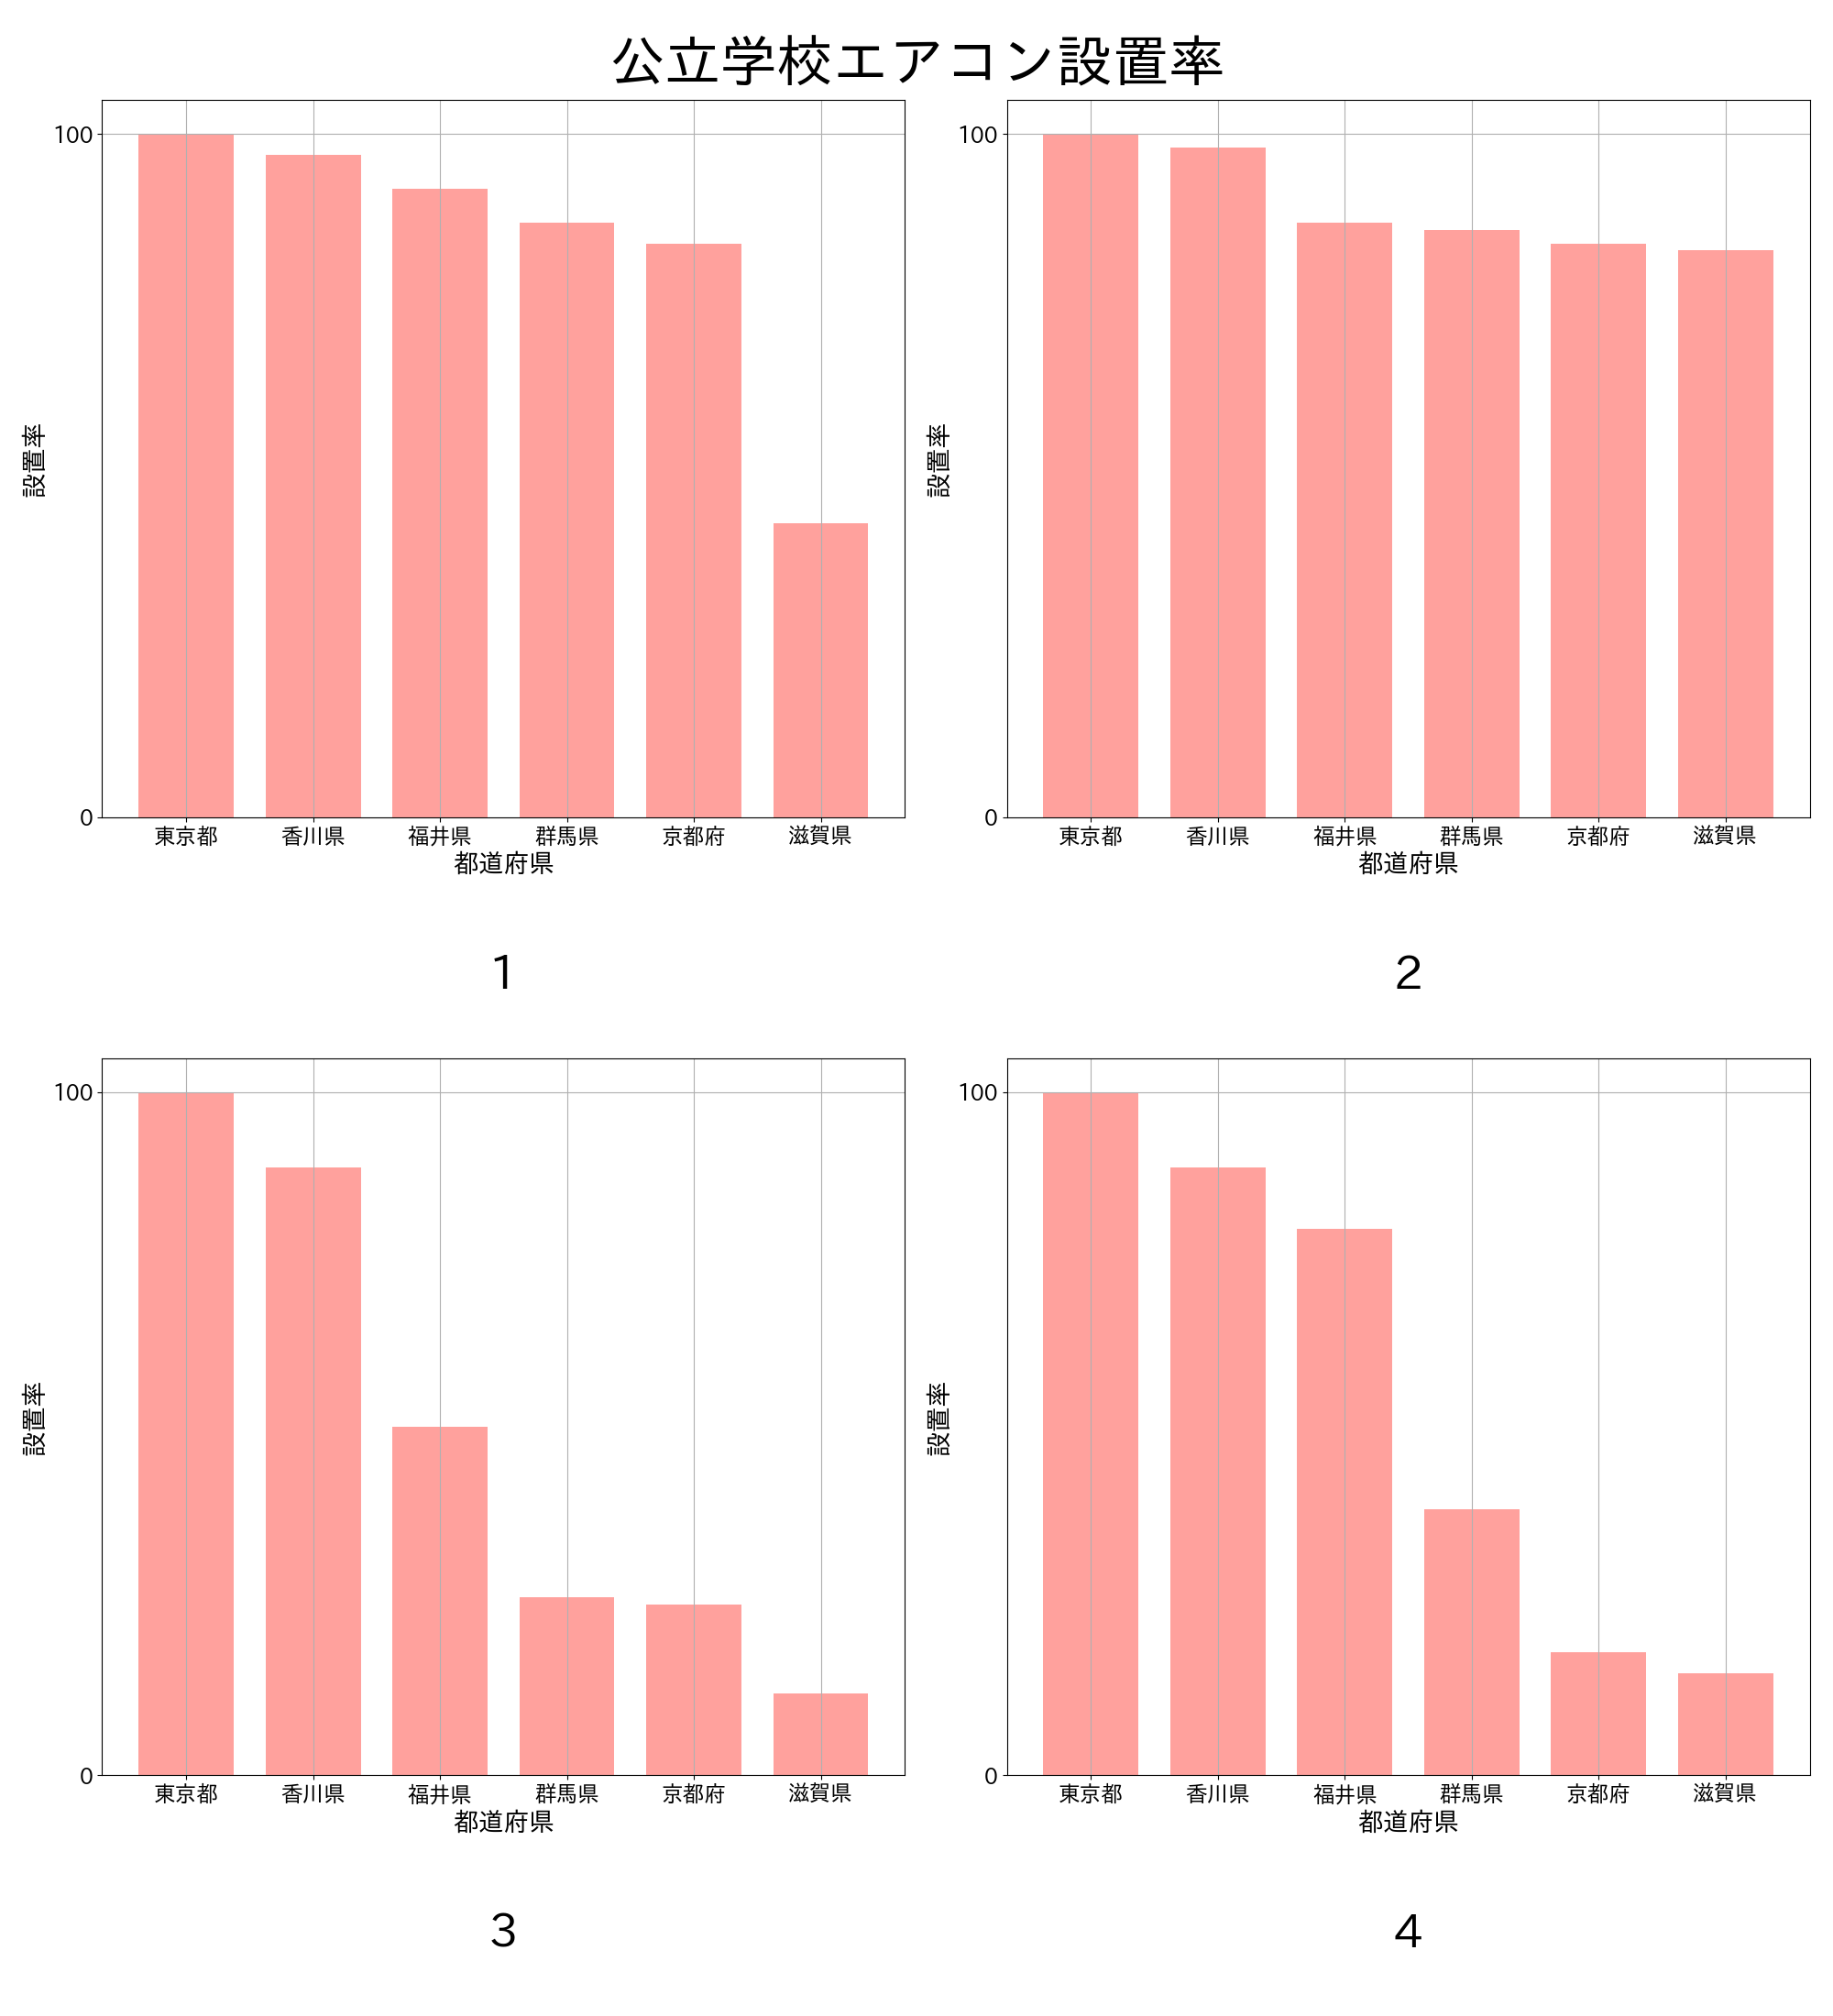 公立学校エアコン設置率
100
0
設置率
東京都 香川県 福井県 群馬県 京都府 滋賀県
都道府県
1
100
0
設置率
東京都 香川県 福井県 群馬県 京都府 滋賀県
都道府県
2
100
0
設置率
東京都 香川県 福井県 群馬県 京都府 滋賀県
都道府県
3
100
0
設置率
東京都 香川県 福井県 群馬県 京都府 滋賀県
都道府県
4